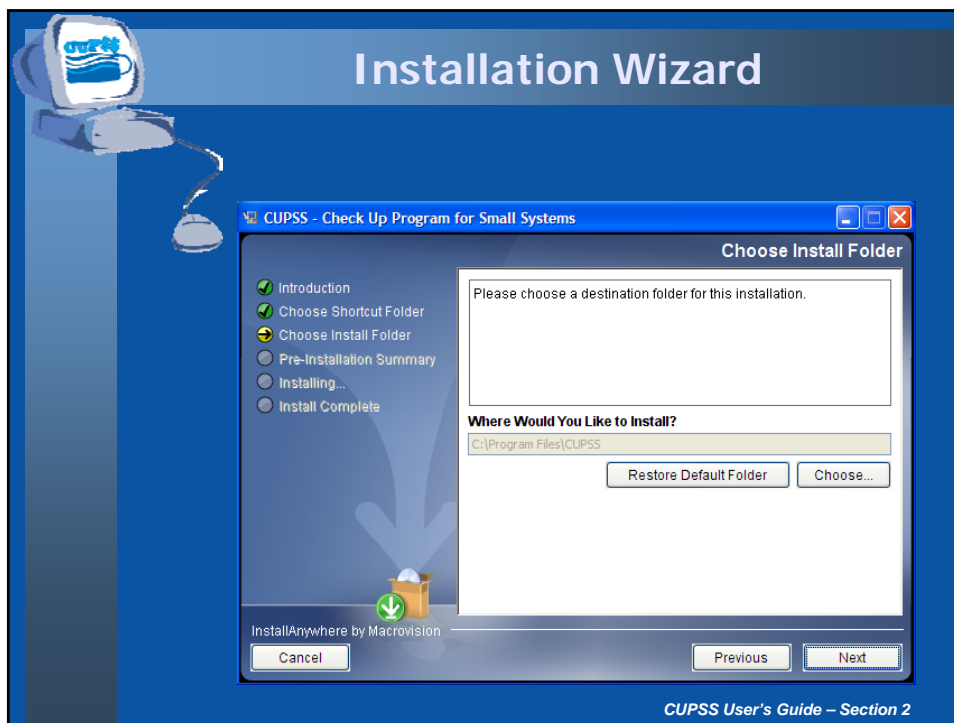 CUPSS
Installation Wizard
CUPSS - Check Up Program for Small Systems
Choose Install Folder
Introduction
Choose Shortcut Folder
Choose Install Folder
Pre-Installation Summary
Installing...
Install Complete
Please choose a destination folder for this installation.
Where Would You Like to Install?
C:\Program Files\CUPSS
Restore Default Folder
Choose...
InstallAnywhere by Macrovision
Cancel
Previous
Next
CUPSS User's Guide – Section 2